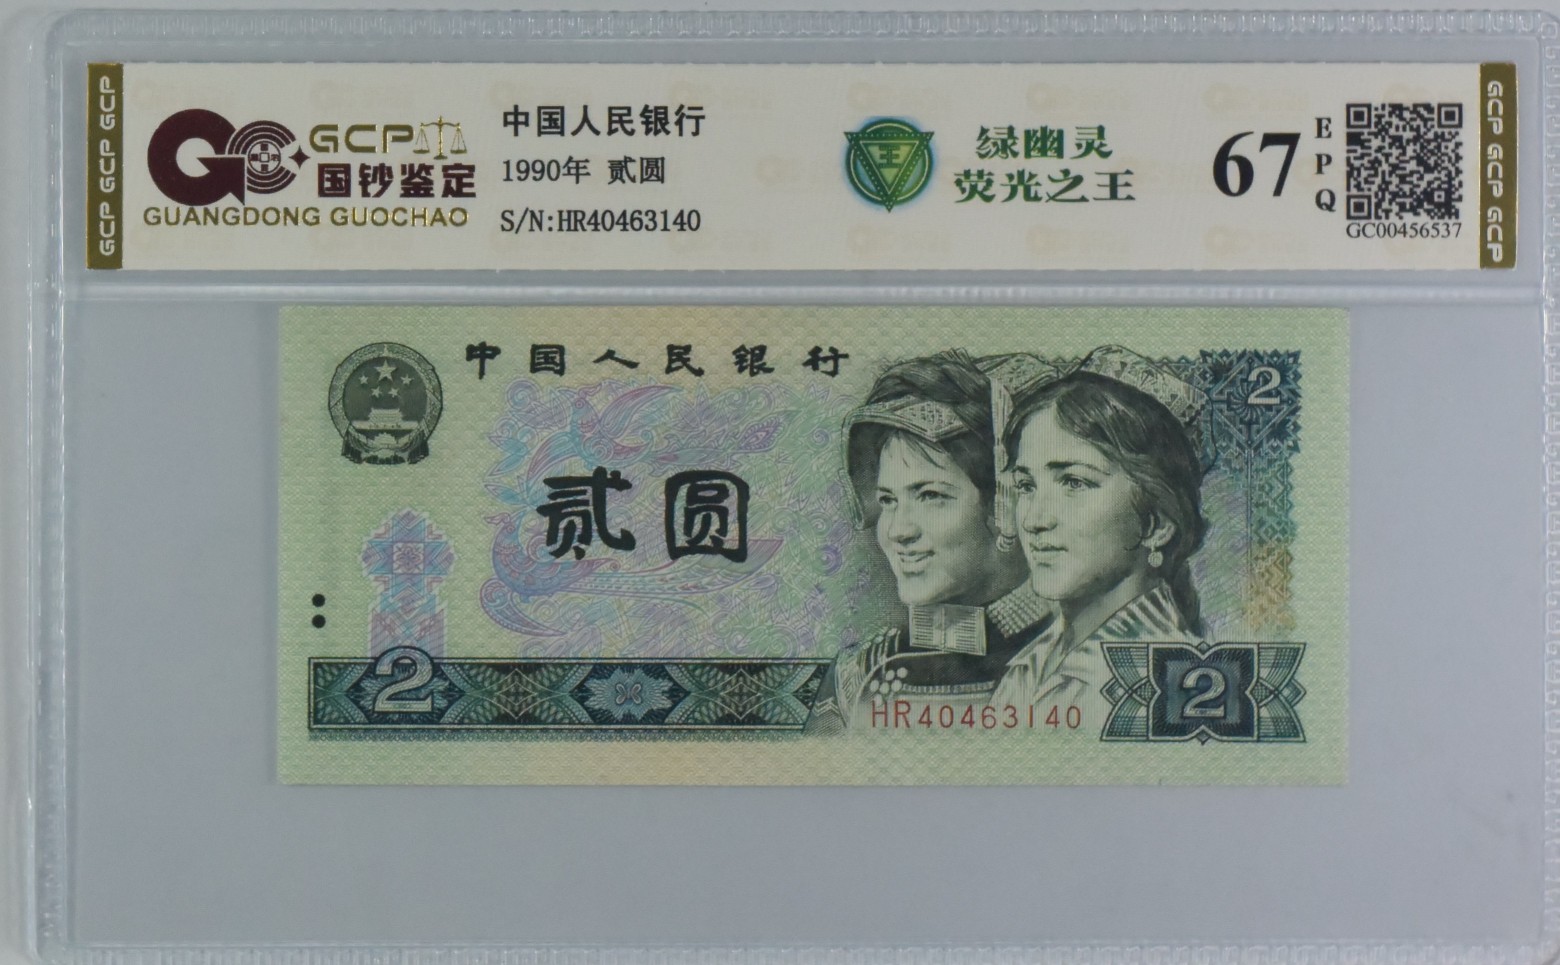 GCP GCP GCP
GCP
国钞鉴定
GUANGDONG GUOCHAO
中国人民银行
1990年 贰圆
S/N:HR40463140
王
绿幽灵
荧光之王
67
EPQ
GC00456537
GCP GCP GCP
中国人民银行
2
贰圆
2
HR40463140
2